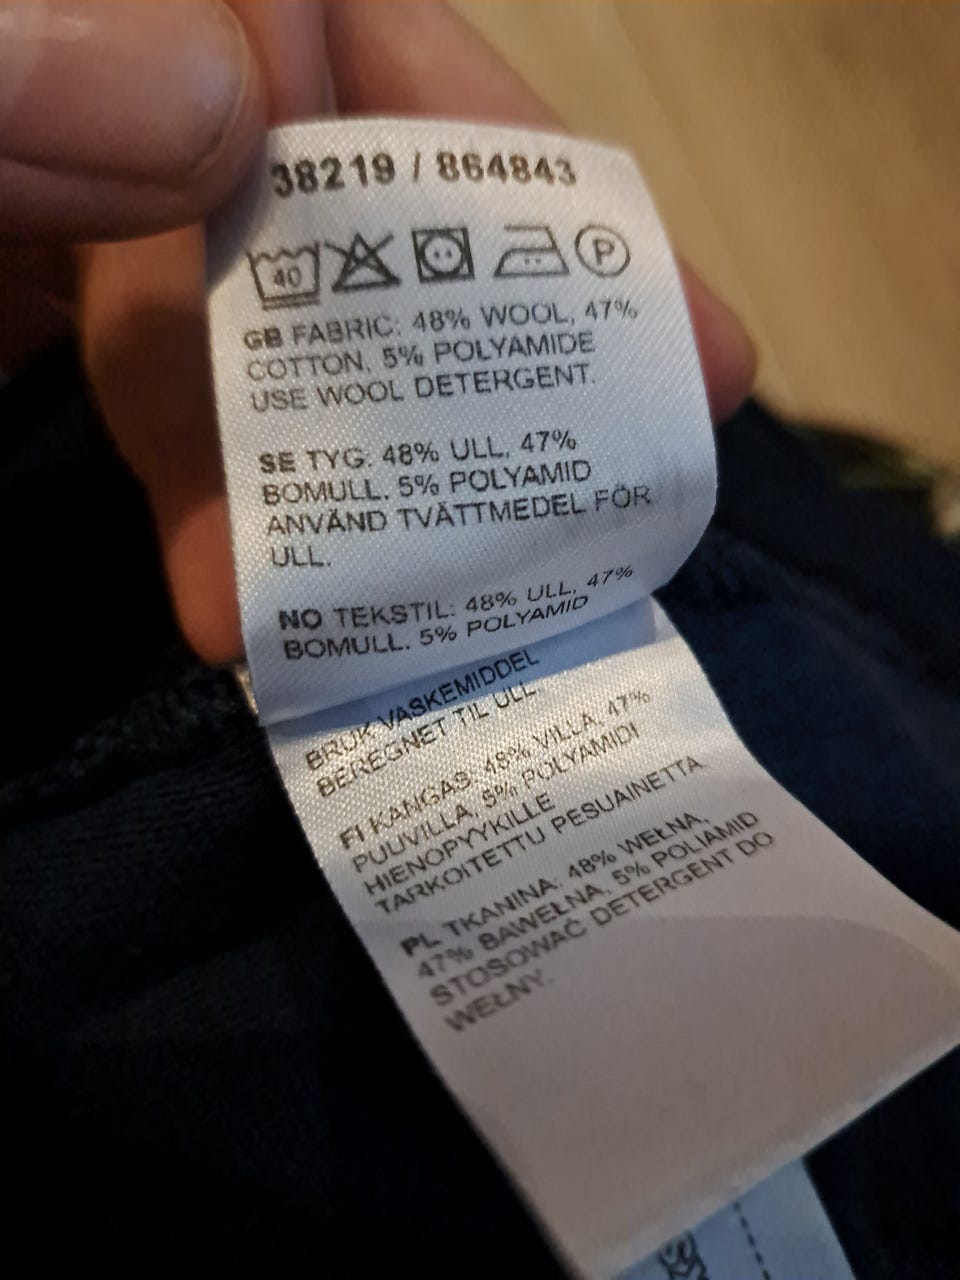 38219 / 864843
40
P
GB FABRIC: 48% WOOL, 47%
COTTON, 5% POLYAMIDE
USE WOOL DETERGENT.
SE TYG: 48% ULL, 47%
BOMULL, 5% POLYAMID
ANVÄND TVÄTTMEDEL FÖR
ULL.
NO TEKSTIL: 48% ULL, 47%
BOMULL, 5% POLYAMID
BRUK VASKEMIDDEL
BEREGNET TIL ULL
FI KANGAS: 48% VILLA, 47%
PUUVILLA, 5% POLYAMIDI
HIENOPYYKILLE
TARKOITETTU PESUAINETTA
PL TKANINA: 48% WEŁNA,
47% BAWEŁNA, 5% POLIAMID
STOSOWAĆ DETERGENT DO
WEŁNY.